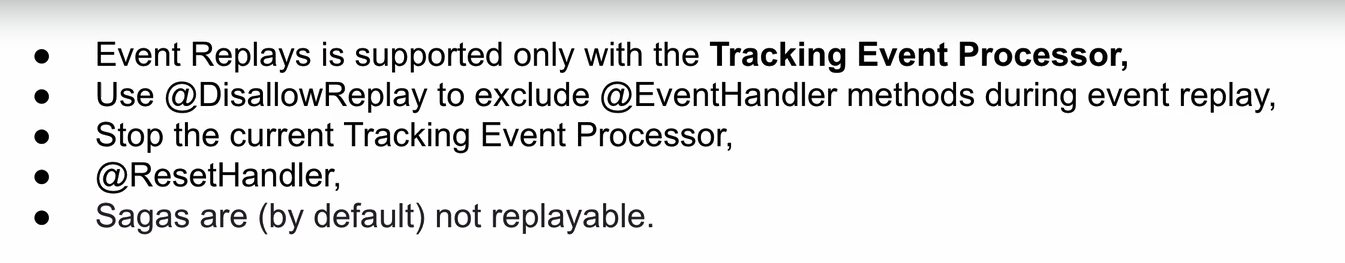 ● Event Replays is supported only with the Tracking Event Processor,
● Use @DisallowReplay to exclude @EventHandler methods during event replay,
● Stop the current Tracking Event Processor,
● @ResetHandler,
● Sagas are (by default) not replayable.